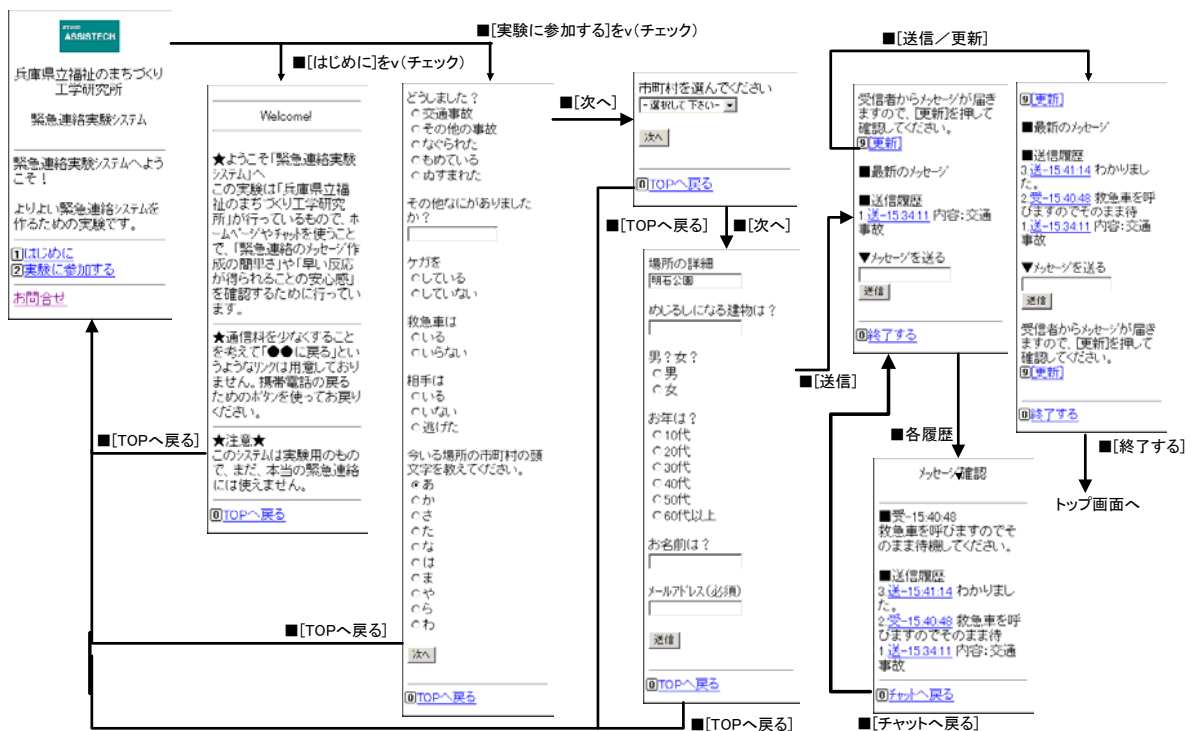 HYOGO
ASSISTECH
兵庫県立福祉のまちづくり
工学研究所
緊急連絡実験システム
緊急連絡実験システムへよう
こそ！
よりよい緊急連絡システムを
作るための実験です。
1はじめに
2実験に参加する
お問合せ
■[はじめに]をv(チェック)
■[実験に参加する]をv(チェック)
Welcome!
★ようこそ「緊急連絡実験
システム」へ
この実験は「兵庫県立福
祉のまちづくり工学研究
所」が行っているもので、ホ
ームページやチャットを使うこと
で、「緊急連絡のメッセージ作
成の簡単さ」や「早い反応
が得られることの安心感」
を確認するために行ってい
ます。
★通信料を少なくすること
を考えて「●●に戻る」とい
うようなリンクは用意しており
ません。携帯電話の戻る
ためのボタンを使ってお戻り
ください。
★注意★
このシステムは実験用のもの
で、まだ、本当の緊急連絡
には使えません。
0TOPへ戻る
■[TOPへ戻る]
どうしました？
交通事故
その他の事故
なぐられた
もめている
ぬすまれた
その他なにがありました
か？
ケガを
している
していない
救急車は
いる
いらない
相手は
いる
いない
逃げた
今いる場所の市町村の頭
文字を教えてください。
あ
か
さ
た
な
は
ま
や
ら
わ
次へ
0TOPへ戻る
■[TOPへ戻る]
■[次へ]
市町村を選んでください
-選択して下さい-
次へ
0TOPへ戻る
■[TOPへ戻る]
■[次へ]
場所の詳細
明石公園
めじるしになる建物は？
男？女？
男
女
お年は？
10代
20代
30代
40代
50代
60代以上
お名前は？
メールアドレス(必須)
送信
0TOPへ戻る
■[TOPへ戻る]
■[送信]
■[送信／更新]
受信者からメッセージが届き
ますので、[更新]を押して
確認してください。
9[更新]
■最新のメッセージ
■送信履歴
1.送-15:34:11 内容:交通
事故
▼メッセージを送る
送信
0終了する
■各履歴
メッセージ確認
■受-15:40:48
救急車を呼びますのでそ
のまま待機してください。
■送信履歴
3.送-15:41:14 わかりまし
た。
2.受-15:40:48 救急車を呼
びますのでそのまま待
1.送-15:34:11 内容:交通
事故
0チャットへ戻る
■[チャットへ戻る]
9[更新]
■最新のメッセージ
■送信履歴
3.送-15:41:14 わかりまし
た。
2.受-15:40:48 救急車を呼
びますのでそのまま待
1.送-15:34:11 内容:交通
事故
▼メッセージを送る
送信
受信者からメッセージが届き
ますので、[更新]を押して
確認してください。
9[更新]
0終了する
■[終了する]
トップ画面へ